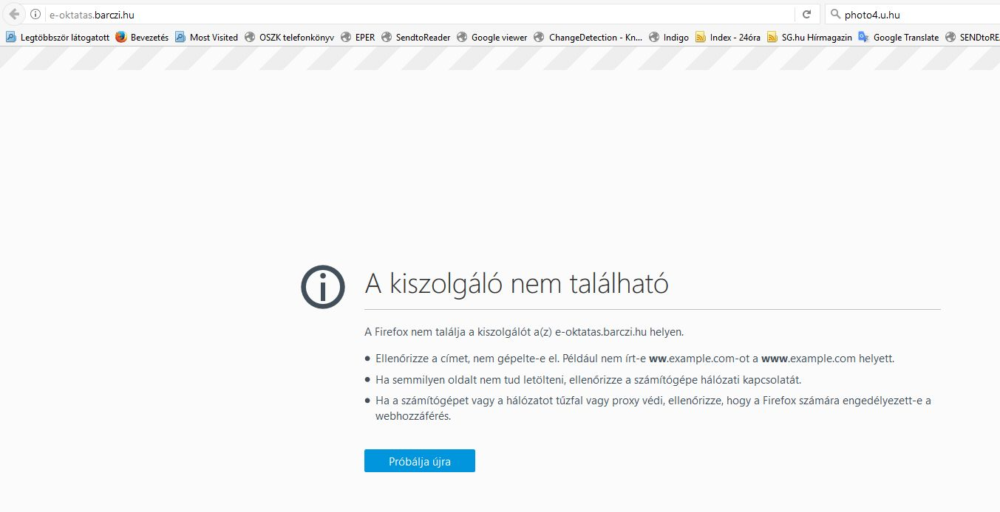 e-oktatas.barczi.hu photo4.u.hu
Legtöbbször látogatott Bevezetés Most Visited OSZK telefonkönyv EPER SendtoReader Google viewer ChangeDetection - Kn... Indigo Index - 24óra SG.hu Hírmagazin Google Translate SENDtoRE
A kiszolgáló nem található
A Firefox nem találja a kiszolgálót a(z) e-oktatas.barczi.hu helyen.
• Ellenőrizze a címet, nem gépelte-e el. Például nem írt-e ww.example.com-ot a www.example.com helyett.
• Ha semmilyen oldalt nem tud letölteni, ellenőrizze a számítógépe hálózati kapcsolatát.
• Ha a számítógépet vagy a hálózatot tűzfal vagy proxy védi, ellenőrizze, hogy a Firefox számára engedélyezett-e a
webhozzáférés.
Próbálja újra